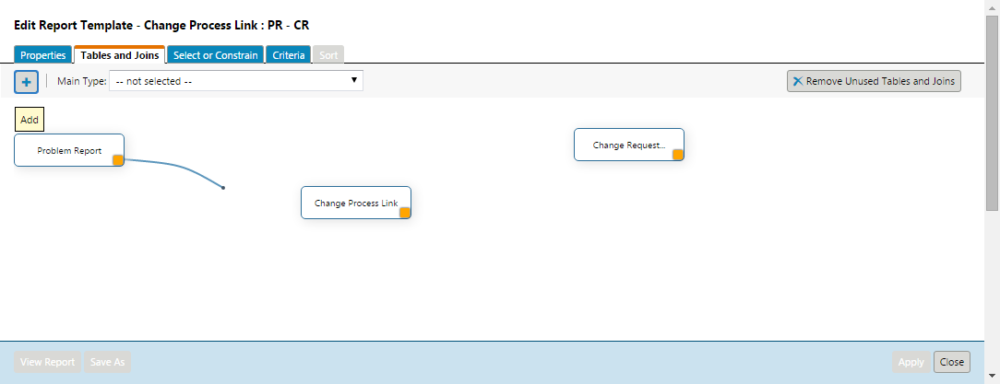 Edit Report Template - Change Process Link : PR - CR
Properties Tables and Joins Select or Constrain Criteria Sort
+ Main Type: -- not selected -- Remove Unused Tables and Joins
Add
Problem Report
Change Request...
Change Process Link
View Report Save As Apply Close